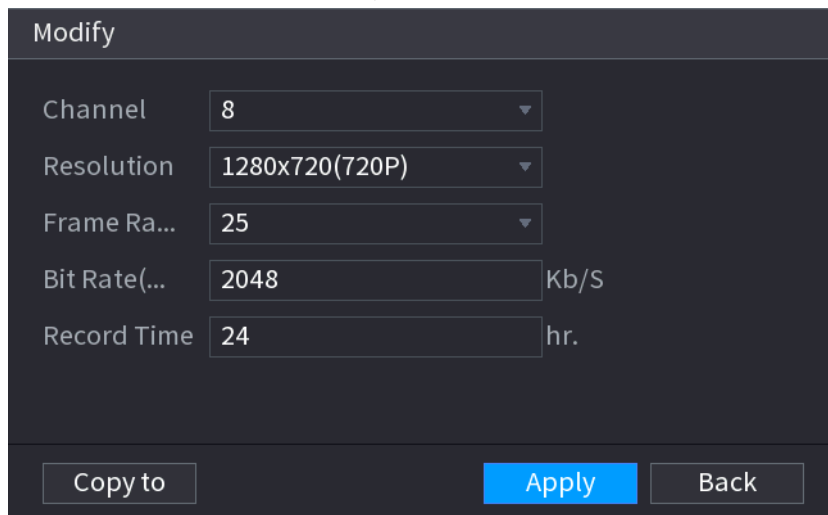 Modify
Channel 8
Resolution 1280x720(720P)
Frame Ra... 25
Bit Rate(... 2048 Kb/S
Record Time 24 hr.
Copy to Apply Back